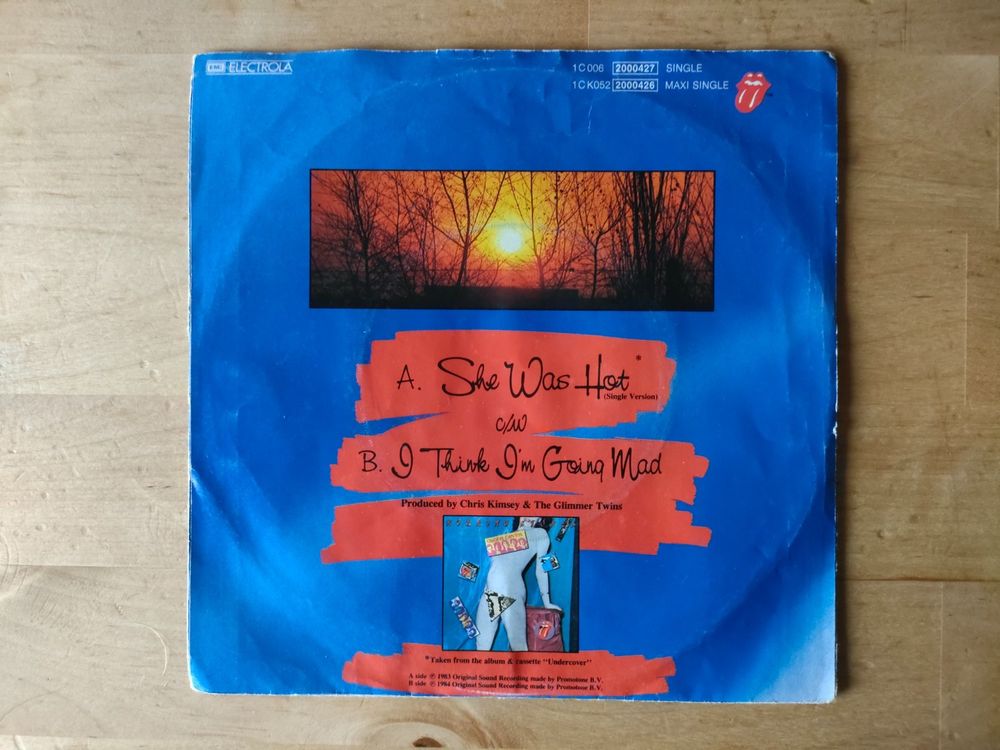 EMI ELECTROLA
1C 006 2000427 SINGLE
1C K052 2000426 MAXI SINGLE
A. She Was Hot*
(Single Version)
c/w
B. I Think I'm Going Mad
Produced by Chris Kimsey & The Glimmer Twins
*Taken from the album & cassette "Undercover"
A side ℗ 1983 Original Sound Recording made by Promotone B.V.
B side ℗ 1984 Original Sound Recording made by Promotone B.V.